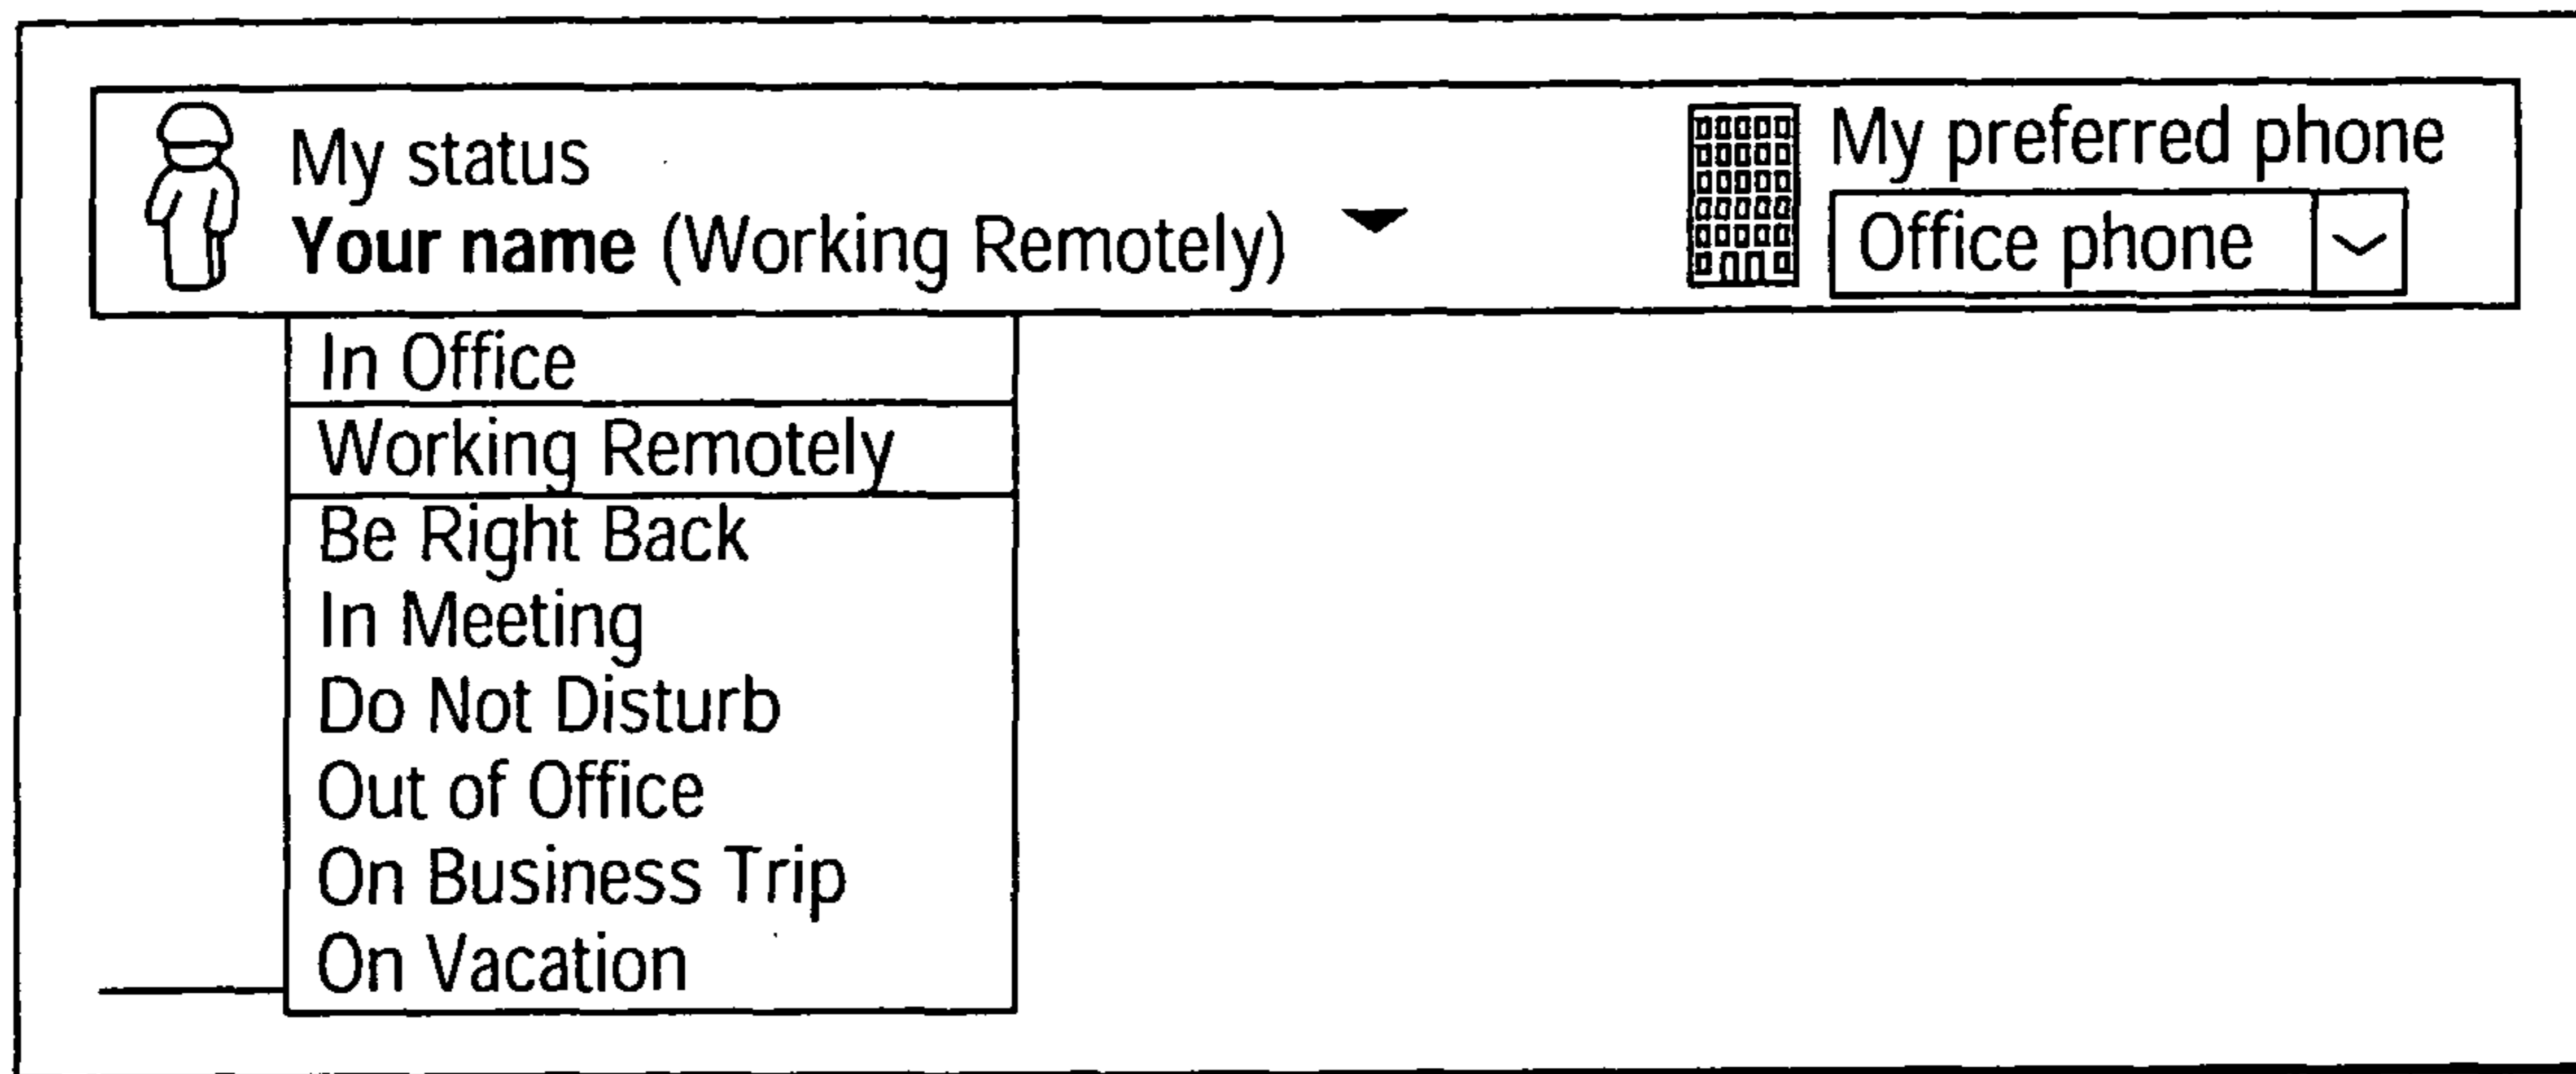 My status
Your name (Working Remotely)
My preferred phone
Office phone
In Office
Working Remotely
Be Right Back
In Meeting
Do Not Disturb
Out of Office
On Business Trip
On Vacation